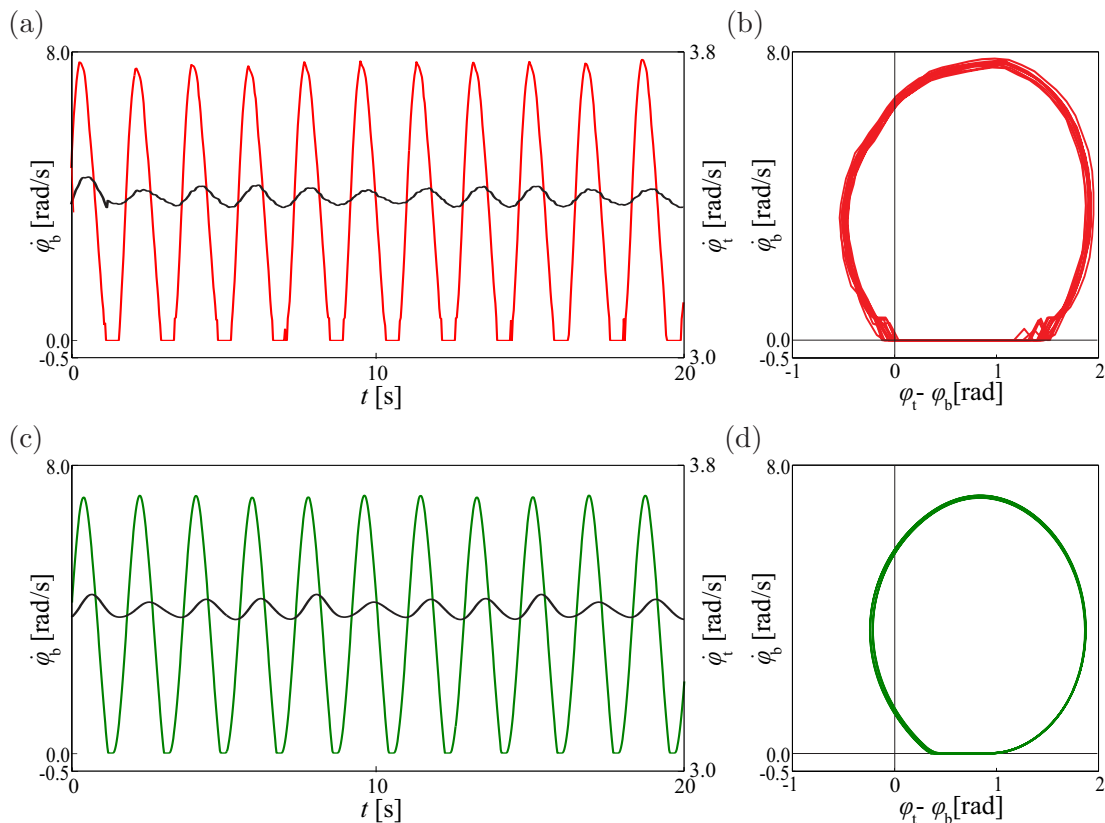 (a)
8.0
0.0
-0.5
φ̇b [rad/s]
3.8
3.0
φ̇t [rad/s]
0
10
20
t [s]
(b)
8.0
0.0
-0.5
φ̇b [rad/s]
-1
0
1
2
φt- φb[rad]
(c)
8.0
0.0
-0.5
φ̇b [rad/s]
3.8
3.0
φ̇t [rad/s]
0
10
20
t [s]
(d)
8.0
0.0
-0.5
φ̇b [rad/s]
-1
0
1
2
φt- φb[rad]